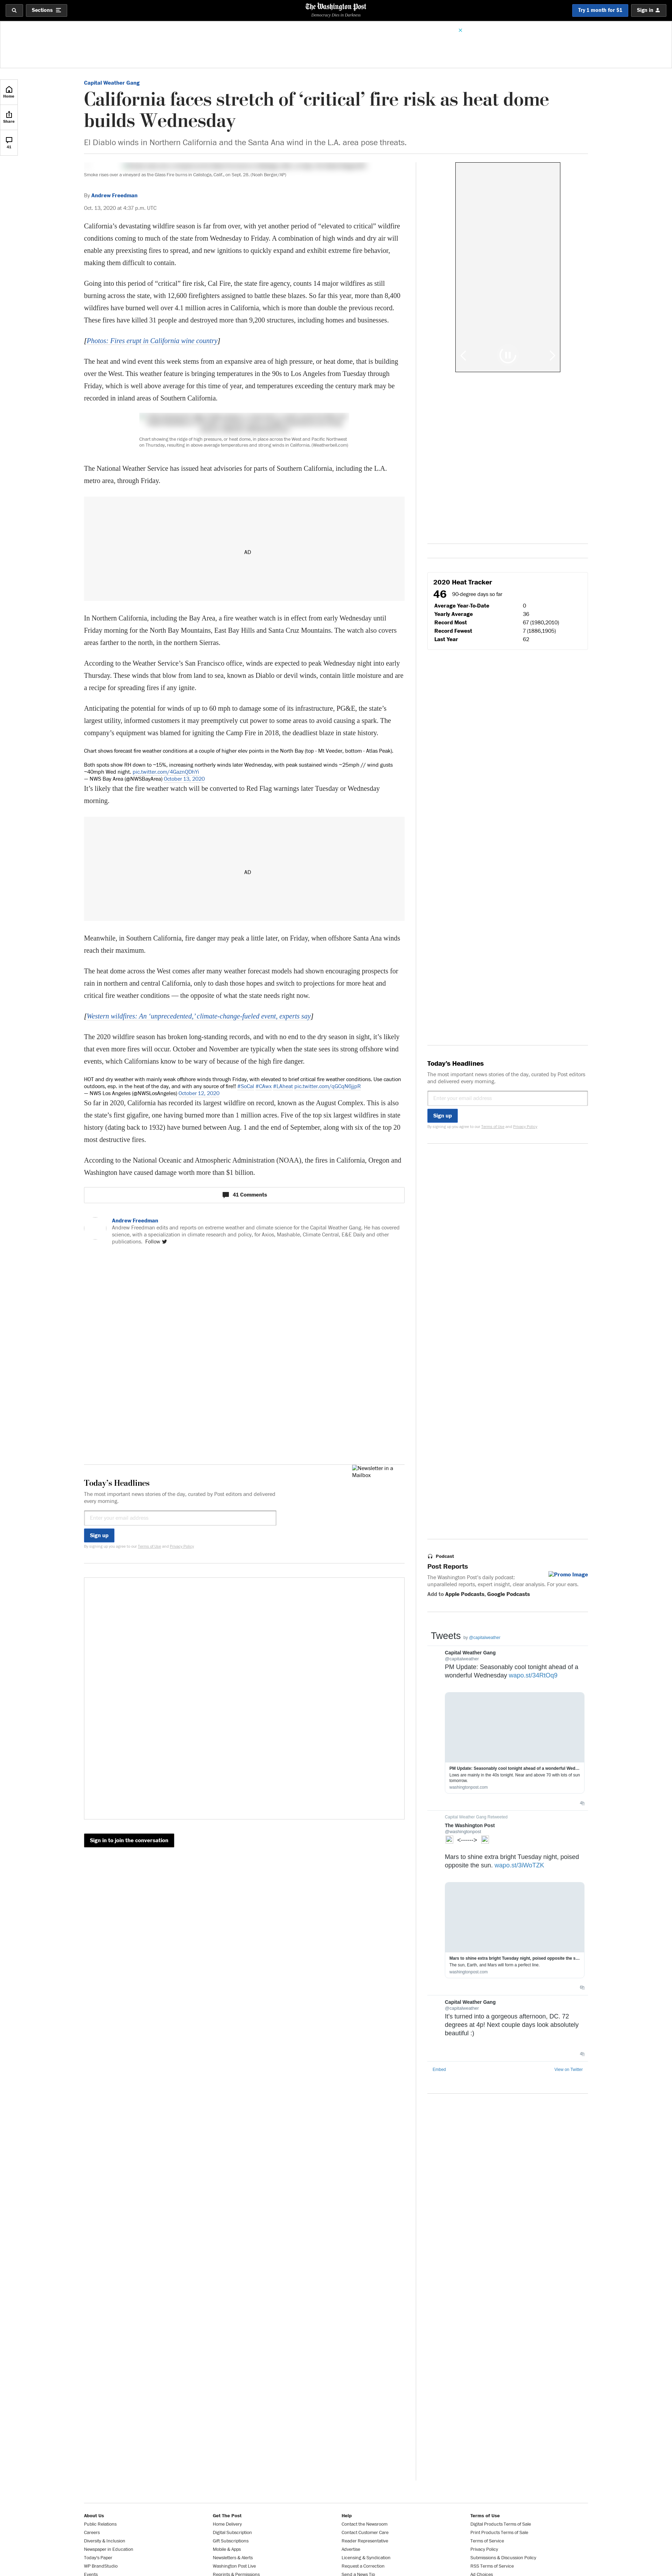 Sections
The Washington Post
Democracy Dies in Darkness
Try 1 month for $1
Sign in
Home
Share
41
Capital Weather Gang
California faces stretch of ‘critical’ fire risk as heat dome
builds Wednesday
El Diablo winds in Northern California and the Santa Ana wind in the L.A. area pose threats.
Smoke rises over a vineyard as the Glass Fire burns in Calistoga, Calif., on Sept. 28. (Noah Berger/AP)
By Andrew Freedman
Oct. 13, 2020 at 4:37 p.m. UTC
California’s devastating wildfire season is far from over, with yet another period of “elevated to critical” wildfire
conditions coming to much of the state from Wednesday to Friday. A combination of high winds and dry air will
enable any preexisting fires to spread, and new ignitions to quickly expand and exhibit extreme fire behavior,
making them difficult to contain.
Going into this period of “critical” fire risk, Cal Fire, the state fire agency, counts 14 major wildfires as still
burning across the state, with 12,600 firefighters assigned to battle these blazes. So far this year, more than 8,400
wildfires have burned well over 4.1 million acres in California, which is more than double the previous record.
These fires have killed 31 people and destroyed more than 9,200 structures, including homes and businesses.
[Photos: Fires erupt in California wine country]
The heat and wind event this week stems from an expansive area of high pressure, or heat dome, that is building
over the West. This weather feature is bringing temperatures in the 90s to Los Angeles from Tuesday through
Friday, which is well above average for this time of year, and temperatures exceeding the century mark may be
recorded in inland areas of Southern California.
Chart showing the ridge of high pressure, or heat dome, in place across the West and Pacific Northwest
on Thursday, resulting in above average temperatures and strong winds in California. (Weatherbell.com)
The National Weather Service has issued heat advisories for parts of Southern California, including the L.A.
metro area, through Friday.
AD
In Northern California, including the Bay Area, a fire weather watch is in effect from early Wednesday until
Friday morning for the North Bay Mountains, East Bay Hills and Santa Cruz Mountains. The watch also covers
areas farther to the north, in the northern Sierras.
According to the Weather Service’s San Francisco office, winds are expected to peak Wednesday night into early
Thursday. These winds that blow from land to sea, known as Diablo or devil winds, contain little moisture and are
a recipe for spreading fires if any ignite.
Anticipating the potential for winds of up to 60 mph to damage some of its infrastructure, PG&E, the state’s
largest utility, informed customers it may preemptively cut power to some areas to avoid causing a spark. The
company’s equipment was blamed for igniting the Camp Fire in 2018, the deadliest blaze in state history.
Chart shows forecast fire weather conditions at a couple of higher elev points in the North Bay (top - Mt Veeder, bottom - Atlas Peak).
Both spots show RH down to ~15%, increasing northerly winds later Wednesday, with peak sustained winds ~25mph // wind gusts
~40mph Wed night. pic.twitter.com/4GaznQDhYi
— NWS Bay Area (@NWSBayArea) October 13, 2020
It’s likely that the fire weather watch will be converted to Red Flag warnings later Tuesday or Wednesday
morning.
AD
Meanwhile, in Southern California, fire danger may peak a little later, on Friday, when offshore Santa Ana winds
reach their maximum.
The heat dome across the West comes after many weather forecast models had shown encouraging prospects for
rain in northern and central California, only to dash those hopes and switch to projections for more heat and
critical fire weather conditions — the opposite of what the state needs right now.
[Western wildfires: An ‘unprecedented,’ climate-change-fueled event, experts say]
The 2020 wildfire season has broken long-standing records, and with no end to the dry weather in sight, it’s likely
that even more fires will occur. October and November are typically when the state sees its strongest offshore wind
events, which Californians know to be wary of because of the fire danger.
HOT and dry weather with mainly weak offshore winds through Friday, with elevated to brief critical fire weather conditions. Use caution
outdoors, esp. in the heat of the day, and with any source of fire!! #SoCal #CAwx #LAheat pic.twitter.com/qGCqN6jgpR
— NWS Los Angeles (@NWSLosAngeles) October 12, 2020
So far in 2020, California has recorded its largest wildfire on record, known as the August Complex. This is also
the state’s first gigafire, one having burned more than 1 million acres. Five of the top six largest wildfires in state
history (dating back to 1932) have burned between Aug. 1 and the end of September, along with six of the top 20
most destructive fires.
According to the National Oceanic and Atmospheric Administration (NOAA), the fires in California, Oregon and
Washington have caused damage worth more than $1 billion.
41 Comments
Andrew Freedman
Andrew Freedman edits and reports on extreme weather and climate science for the Capital Weather Gang. He has covered
science, with a specialization in climate research and policy, for Axios, Mashable, Climate Central, E&E Daily and other
publications. Follow
Newsletter in a
Mailbox
Today’s Headlines
The most important news stories of the day, curated by Post editors and delivered
every morning.
Enter your email address
Sign up
By signing up you agree to our Terms of Use and Privacy Policy
Sign in to join the conversation
2020 Heat Tracker
46 90-degree days so far
Average Year-To-Date 0
Yearly Average 36
Record Most 67 (1980,2010)
Record Fewest 7 (1886,1905)
Last Year 62
Today’s Headlines
The most important news stories of the day, curated by Post editors
and delivered every morning.
Enter your email address
Sign up
By signing up you agree to our Terms of Use and Privacy Policy
Podcast
Post Reports
Promo Image
The Washington Post's daily podcast:
unparalleled reports, expert insight, clear analysis. For your ears.
Add to Apple Podcasts, Google Podcasts
Tweets by @capitalweather
Capital Weather Gang
@capitalweather
PM Update: Seasonably cool tonight ahead of a
wonderful Wednesday wapo.st/34RtOq9
PM Update: Seasonably cool tonight ahead of a wonderful Wed...
Lows are mainly in the 40s tonight. Near and above 70 with lots of sun
tomorrow.
washingtonpost.com
4h
Capital Weather Gang Retweeted
The Washington Post
@washingtonpost
<------>
Mars to shine extra bright Tuesday night, poised
opposite the sun. wapo.st/3iWoTZK
Mars to shine extra bright Tuesday night, poised opposite the s...
The sun, Earth, and Mars will form a perfect line.
washingtonpost.com
Capital Weather Gang
@capitalweather
It's turned into a gorgeous afternoon, DC. 72
degrees at 4p! Next couple days look absolutely
beautiful :)
Embed
View on Twitter
About Us
Public Relations
Careers
Diversity & Inclusion
Newspaper in Education
Today's Paper
WP BrandStudio
Events
Get The Post
Home Delivery
Digital Subscription
Gift Subscriptions
Mobile & Apps
Newsletters & Alerts
Washington Post Live
Reprints & Permissions
Help
Contact the Newsroom
Contact Customer Care
Reader Representative
Advertise
Licensing & Syndication
Request a Correction
Send a News Tip
Terms of Use
Digital Products Terms of Sale
Print Products Terms of Sale
Terms of Service
Privacy Policy
Submissions & Discussion Policy
RSS Terms of Service
Ad Choices